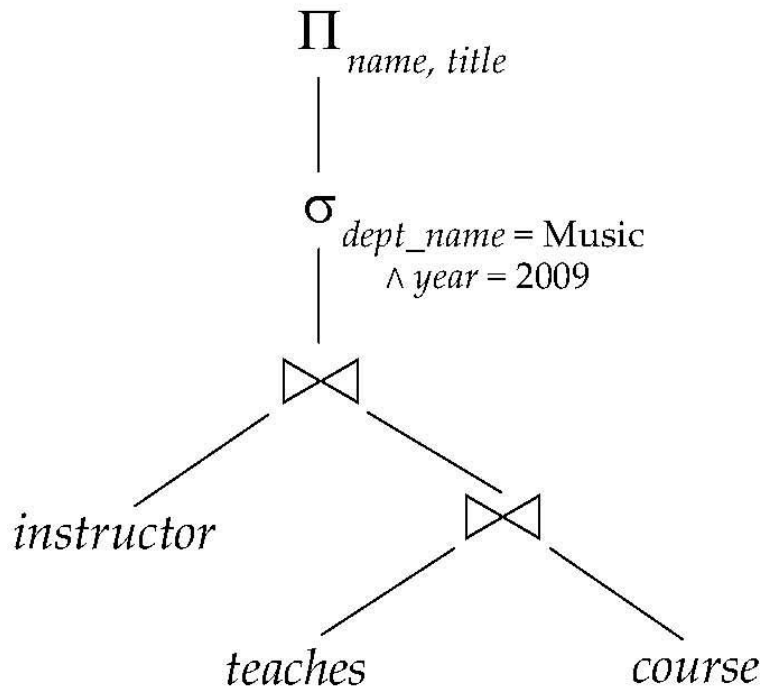 Π name, title
σ dept_name = Music
∧ year = 2009
⋈
instructor
⋈
teaches
course